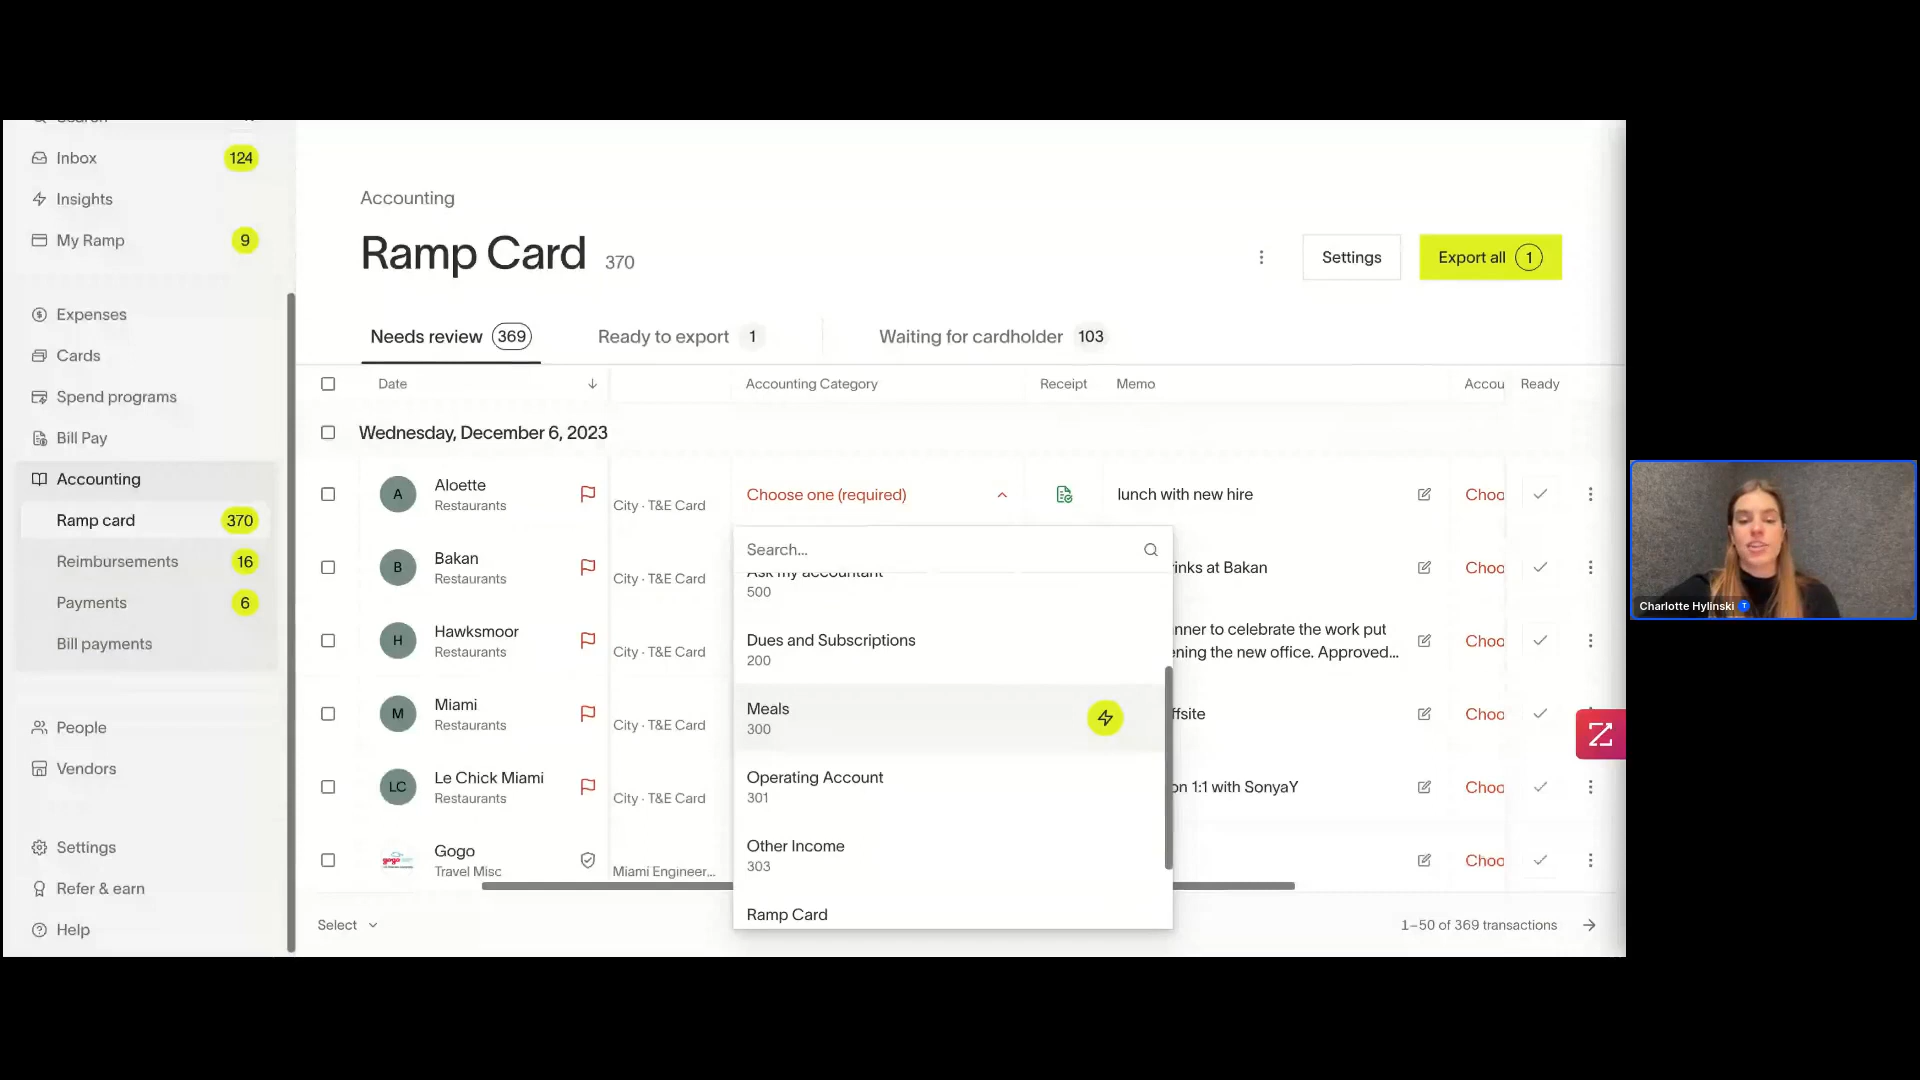 Search
Inbox
124
Insights
My Ramp
9
Expenses
Cards
Spend programs
Bill Pay
Accounting
Ramp card
370
Reimbursements
16
Payments
6
Bill payments
People
Vendors
Settings
Refer & earn
Help
Accounting
Ramp Card 370
Settings
Export all 1
Needs review 369
Ready to export 1
Waiting for cardholder 103
Date
Accounting Category
Receipt
Memo
Accou
Ready
Wednesday, December 6, 2023
A
Aloette
Restaurants
City · T&E Card
Choose one (required)
lunch with new hire
Choo
B
Bakan
Restaurants
City · T&E Card
rinks at Bakan
Choo
H
Hawksmoor
Restaurants
City · T&E Card
nner to celebrate the work put
ening the new office. Approved...
Choo
M
Miami
Restaurants
City · T&E Card
ffsite
Choo
LC
Le Chick Miami
Restaurants
City · T&E Card
on 1:1 with SonyaY
Choo
gogo
Gogo
Travel Misc
Miami Engineer...
Choo
Search...
Ask my accountant
500
Dues and Subscriptions
200
Meals
300
Operating Account
301
Other Income
303
Ramp Card
Select
1–50 of 369 transactions
Charlotte Hylinski
T